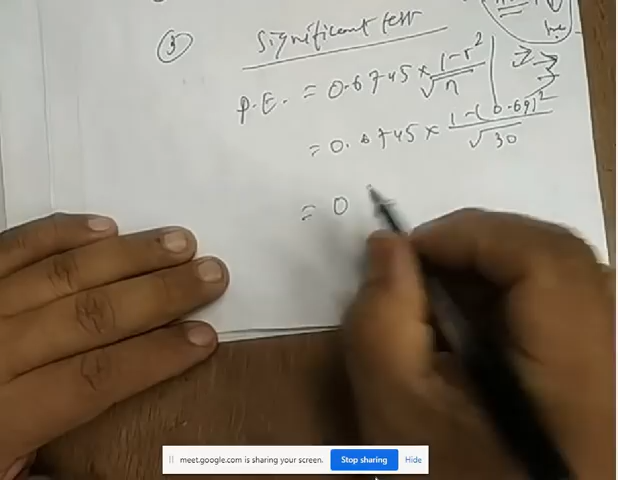 ③ Significant test
P.E. = 0.6745 × 1-r² / √n
= 0.6745 × 1-(0.69)² / √30
= 0
meet.google.com is sharing your screen. Stop sharing Hide